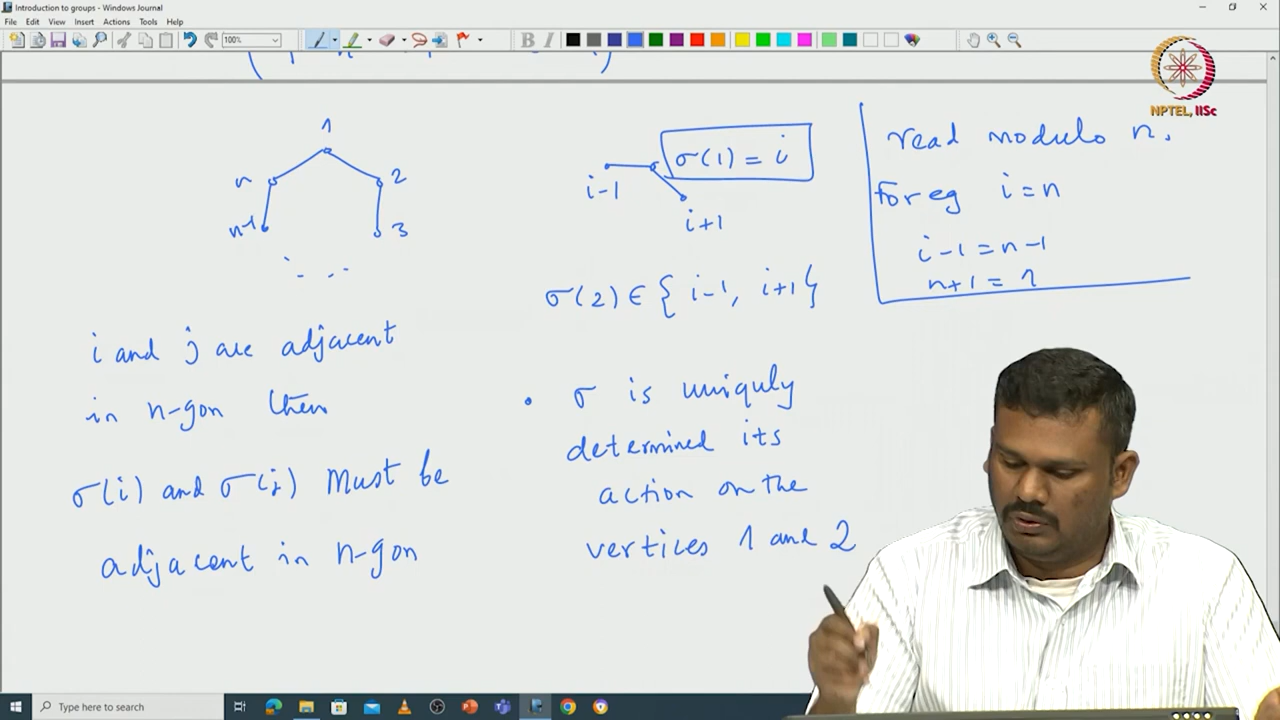 Introduction to groups - Windows Journal
File Edit View Insert Actions Tools Help
100%
B I
NPTEL, IISc
1
n 2
n-1 3
i-1
σ(1) = i
i+1
read modulo n.
For eg i = n
i-1 = n-1
n+1 = 1
σ(2) ∈ { i-1, i+1 }
i and j are adjacent
in n-gon then
σ(i) and σ(j) Must be
adjacent in n-gon
• σ is uniquly
determined its
action on the
vertices 1 and 2
Type here to search